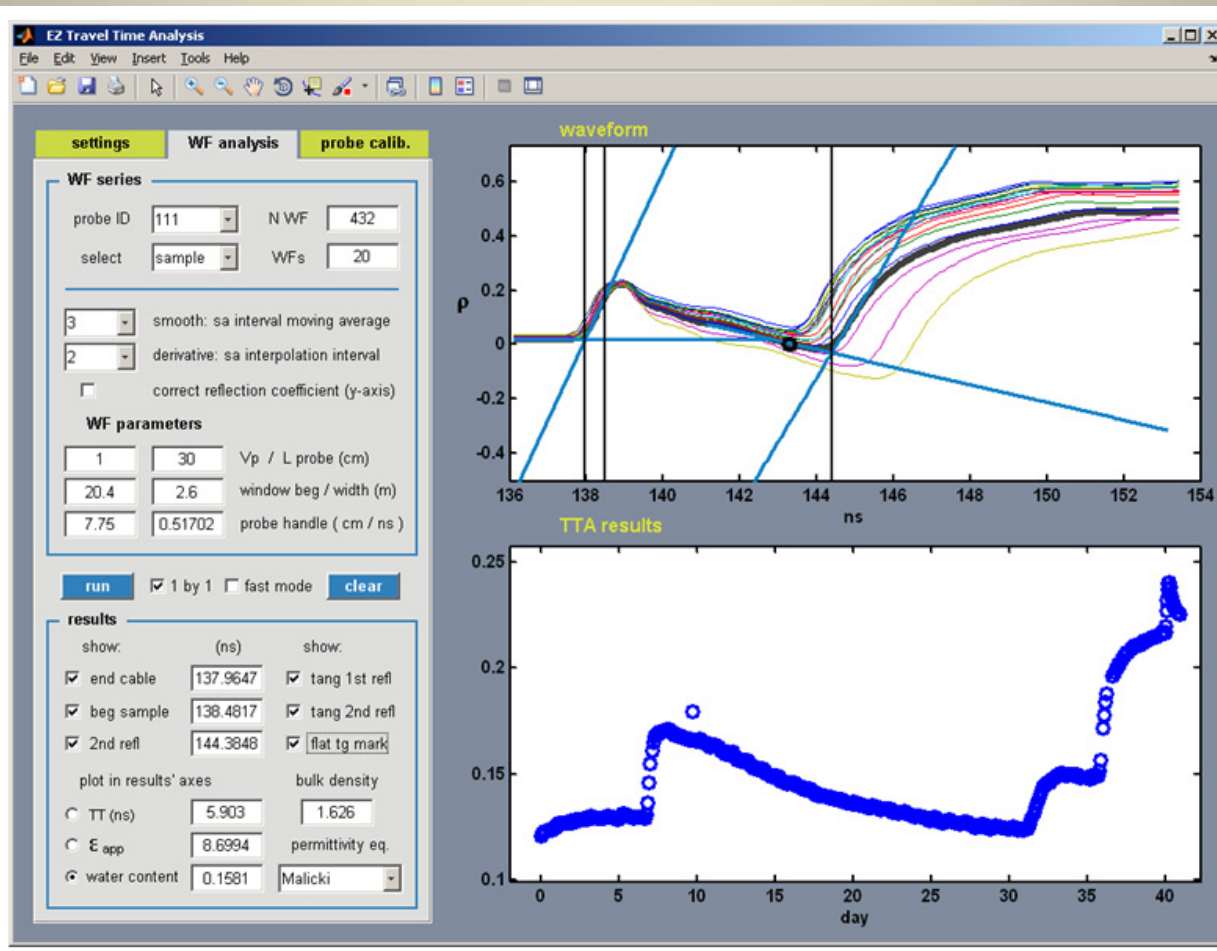 EZ Travel Time Analysis
File Edit View Insert Tools Help
settings WF analysis probe calib.
WF series
probe ID 111 N WF 432
select sample WFs 20
3 smooth: sa interval moving average
2 derivative: sa interpolation interval
correct reflection coefficient (y-axis)
WF parameters
1 30 Vp / L probe (cm)
20.4 2.6 window beg / width (m)
7.75 0.51702 probe handle ( cm / ns )
run 1 by 1 fast mode clear
results
show: (ns) show:
end cable 137.9647 tang 1st refl
beg sample 138.4817 tang 2nd refl
2nd refl 144.3848 flat tg mark
plot in results' axes bulk density
TT (ns) 5.903 1.626
ε app 8.6994 permittivity eq.
water content 0.1581 Malicki
waveform
0.6
0.4
ρ 0.2
0
-0.2
-0.4
136 138 140 142 144 146 148 150 152 154
ns
TTA results
0.25
0.2
0.15
0.1
0 5 10 15 20 25 30 35 40
day